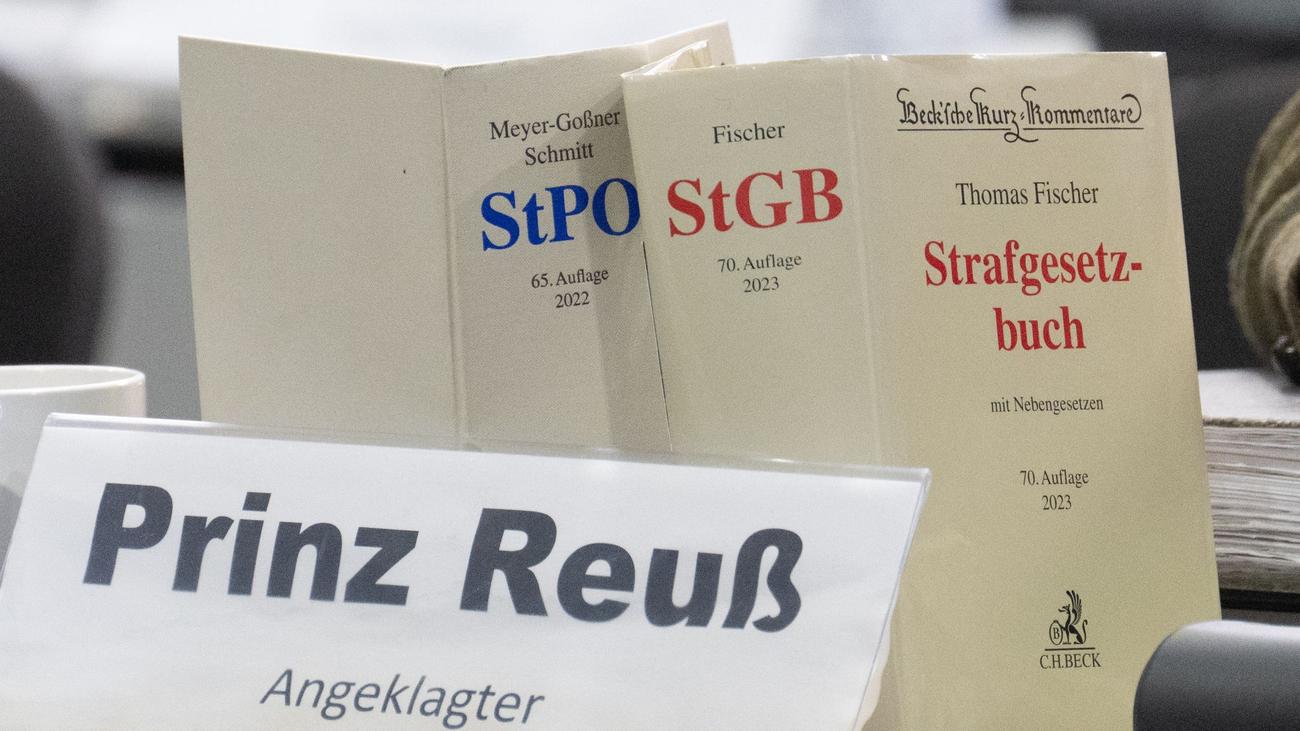 Meyer-Goßner
Schmitt
StPO
65. Auflage
2022
Fischer
StGB
70. Auflage
2023
Beck'sche Kurz-Kommentare
Thomas Fischer
Strafgesetz-
buch
mit Nebengesetzen
70. Auflage
2023
B
C.H.BECK
Prinz Reuß
Angeklagter